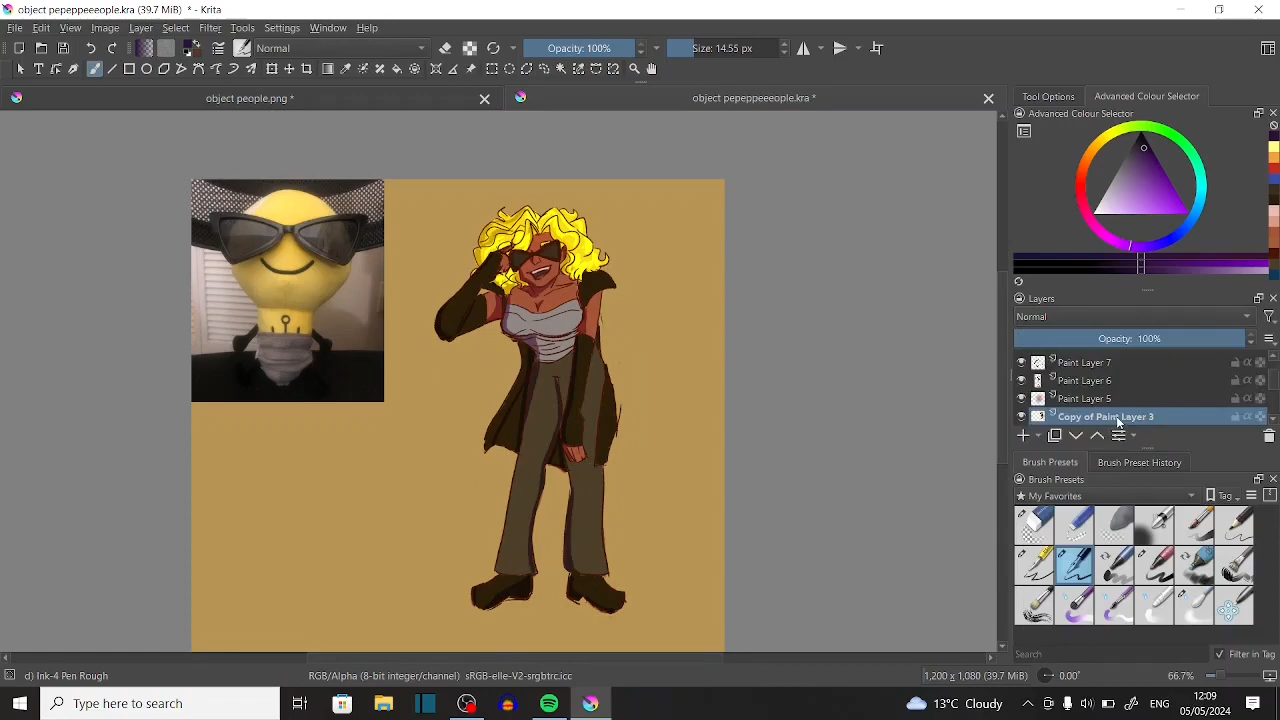 object pepeppeeople.kra (39.7 MiB) * - Krita
File Edit View Image Layer Select Filter Tools Settings Window Help
Normal Opacity: 100% Size: 14.55 px
object people.png * object pepeppeeople.kra *
Tool Options Advanced Colour Selector
Advanced Colour Selector
Layers
Normal
Opacity: 100%
Paint Layer 7
Paint Layer 6
Paint Layer 5
Copy of Paint Layer 3
Brush Presets Brush Preset History
Brush Presets
My Favorites Tag
Search Filter in Tag
d) Ink-4 Pen Rough RGB/Alpha (8-bit integer/channel) sRGB-elle-V2-srgbtrc.icc 1,200 x 1,080 (39.7 MiB) 0.00° 66.7%
Type here to search 13°C Cloudy 12:09
05/05/2024